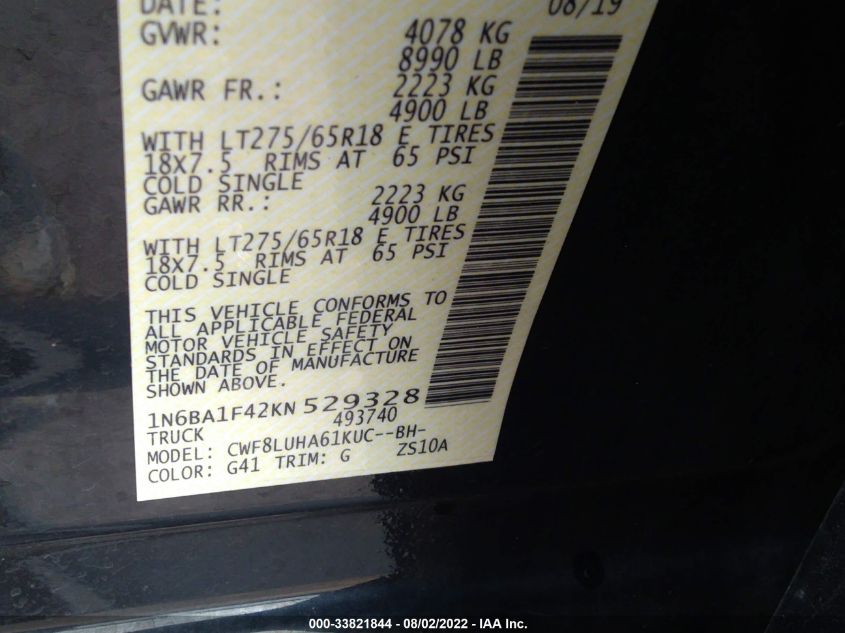 DATE: 08/19
GVWR: 4078 KG
8990 LB
GAWR FR.: 2223 KG
4900 LB
WITH LT275/65R18 E TIRES
18X7.5 RIMS AT 65 PSI
COLD SINGLE
GAWR RR.: 2223 KG
4900 LB
WITH LT275/65R18 E TIRES
18X7.5 RIMS AT 65 PSI
COLD SINGLE
THIS VEHICLE CONFORMS TO
ALL APPLICABLE FEDERAL
MOTOR VEHICLE SAFETY
STANDARDS IN EFFECT ON
THE DATE OF MANUFACTURE
SHOWN ABOVE.
1N6BA1F42KN 529328
TRUCK 493740
MODEL: CWF8LUHA61KUC--BH-
COLOR: G41 TRIM: G ZS10A
000-33821844 - 08/02/2022 - IAA Inc.